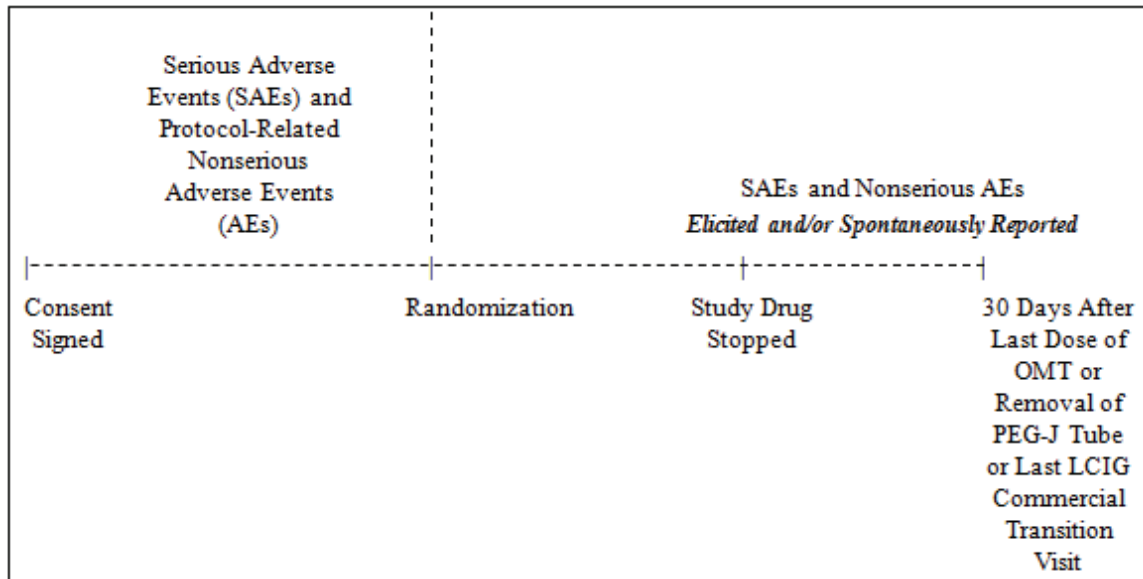 Serious Adverse
Events (SAEs) and
Protocol-Related
Nonserious
Adverse Events
(AEs)
SAEs and Nonserious AEs
Elicited and/or Spontaneously Reported
Consent
Signed
Randomization
Study Drug
Stopped
30 Days After
Last Dose of
OMT or
Removal of
PEG-J Tube
or Last LCIG
Commercial
Transition
Visit